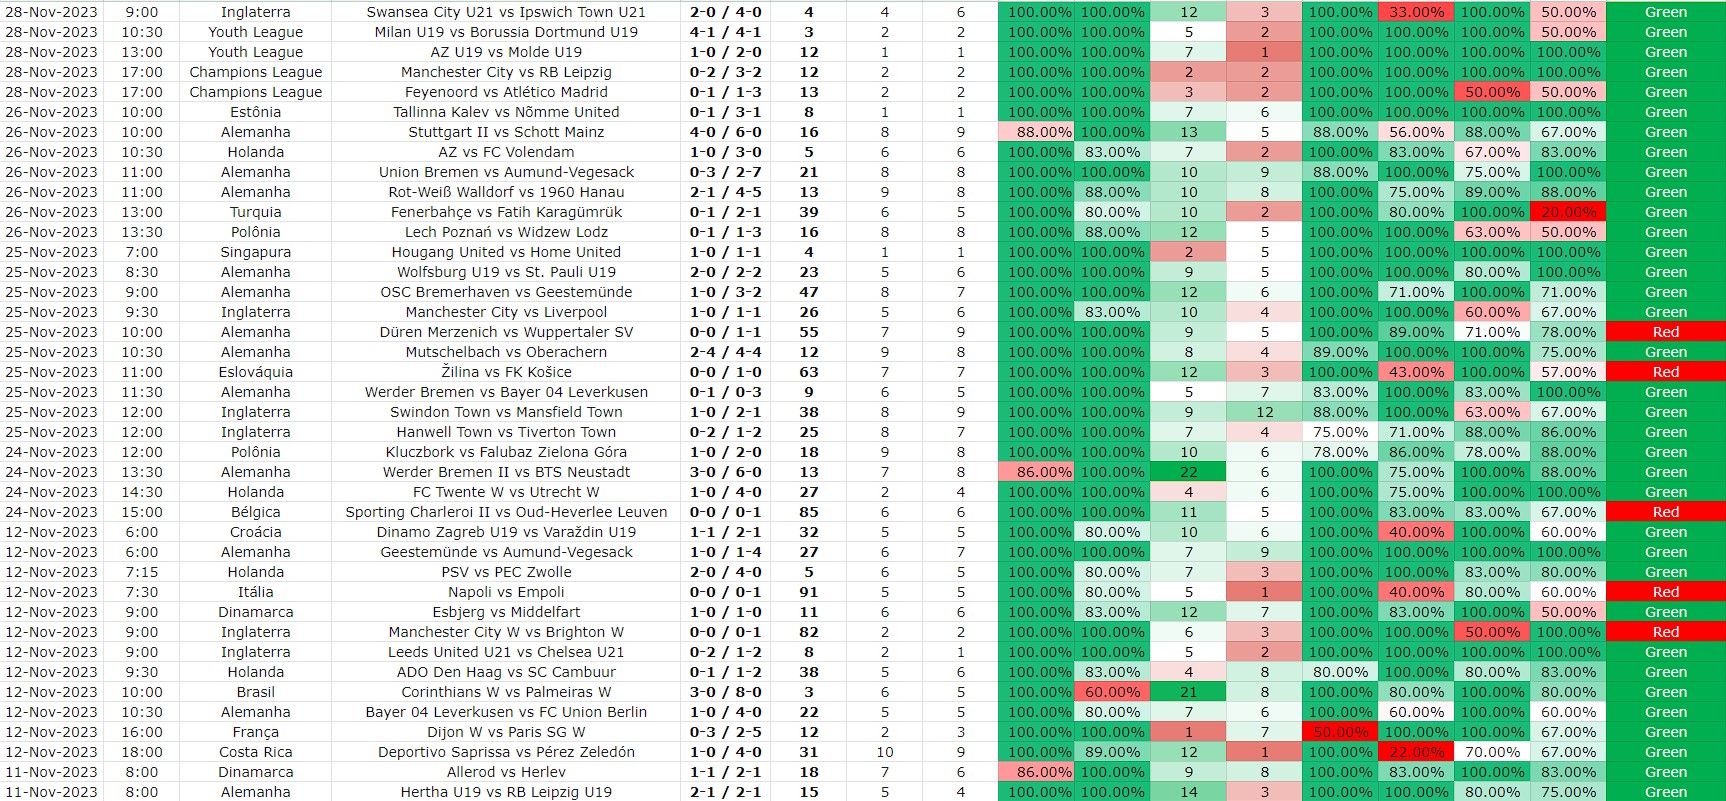 28-Nov-2023 9:00 Inglaterra Swansea City U21 vs Ipswich Town U21 2-0 / 4-0 4 4 6 100.00% 100.00% 12 3 100.00% 33.00% 100.00% 50.00% Green
28-Nov-2023 10:30 Youth League Milan U19 vs Borussia Dortmund U19 4-1 / 4-1 3 2 2 100.00% 100.00% 5 2 100.00% 100.00% 100.00% 50.00% Green
28-Nov-2023 13:00 Youth League AZ U19 vs Molde U19 1-0 / 2-0 12 1 1 100.00% 100.00% 7 1 100.00% 100.00% 100.00% 100.00% Green
28-Nov-2023 17:00 Champions League Manchester City vs RB Leipzig 0-2 / 3-2 12 2 2 100.00% 100.00% 2 2 100.00% 100.00% 100.00% 100.00% Green
28-Nov-2023 17:00 Champions League Feyenoord vs Atlético Madrid 0-1 / 1-3 13 2 2 100.00% 100.00% 3 2 100.00% 100.00% 50.00% 50.00% Green
26-Nov-2023 10:00 Estônia Tallinna Kalev vs Nõmme United 0-1 / 3-1 8 1 1 100.00% 100.00% 7 6 100.00% 100.00% 100.00% 100.00% Green
26-Nov-2023 10:00 Alemanha Stuttgart II vs Schott Mainz 4-0 / 6-0 16 8 9 88.00% 100.00% 13 5 88.00% 56.00% 88.00% 67.00% Green
26-Nov-2023 10:30 Holanda AZ vs FC Volendam 1-0 / 3-0 5 6 6 100.00% 83.00% 7 2 100.00% 83.00% 67.00% 83.00% Green
26-Nov-2023 11:00 Alemanha Union Bremen vs Aumund-Vegesack 0-3 / 2-7 21 8 8 100.00% 100.00% 10 9 88.00% 100.00% 75.00% 100.00% Green
26-Nov-2023 11:00 Alemanha Rot-Weiß Walldorf vs 1960 Hanau 2-1 / 4-5 13 9 8 100.00% 88.00% 10 8 100.00% 75.00% 89.00% 88.00% Green
26-Nov-2023 13:00 Turquia Fenerbahçe vs Fatih Karagümrük 0-1 / 2-1 39 6 5 100.00% 80.00% 10 2 100.00% 80.00% 100.00% 20.00% Green
26-Nov-2023 13:30 Polônia Lech Poznań vs Widzew Lodz 0-1 / 1-3 16 8 8 100.00% 88.00% 12 5 100.00% 100.00% 63.00% 50.00% Green
25-Nov-2023 7:00 Singapura Hougang United vs Home United 1-0 / 1-1 4 1 1 100.00% 100.00% 2 5 100.00% 100.00% 100.00% 100.00% Green
25-Nov-2023 8:30 Alemanha Wolfsburg U19 vs St. Pauli U19 2-0 / 2-2 23 5 6 100.00% 100.00% 9 5 100.00% 100.00% 80.00% 100.00% Green
25-Nov-2023 9:00 Alemanha OSC Bremerhaven vs Geestemünde 1-0 / 3-2 47 8 7 100.00% 100.00% 12 6 100.00% 71.00% 100.00% 71.00% Green
25-Nov-2023 9:30 Inglaterra Manchester City vs Liverpool 1-0 / 1-1 26 5 6 100.00% 83.00% 10 4 100.00% 100.00% 60.00% 67.00% Green
25-Nov-2023 10:00 Alemanha Düren Merzenich vs Wuppertaler SV 0-0 / 1-1 55 7 9 100.00% 100.00% 9 5 100.00% 89.00% 71.00% 78.00% Red
25-Nov-2023 10:30 Alemanha Mutschelbach vs Oberachern 2-4 / 4-4 12 9 8 100.00% 100.00% 8 4 89.00% 100.00% 100.00% 75.00% Green
25-Nov-2023 11:00 Eslováquia Žilina vs FK Košice 0-0 / 1-0 63 7 7 100.00% 100.00% 12 3 100.00% 43.00% 100.00% 57.00% Red
25-Nov-2023 11:30 Alemanha Werder Bremen vs Bayer 04 Leverkusen 0-1 / 0-3 9 6 5 100.00% 100.00% 5 7 83.00% 100.00% 83.00% 100.00% Green
25-Nov-2023 12:00 Inglaterra Swindon Town vs Mansfield Town 1-0 / 2-1 38 8 9 100.00% 100.00% 9 12 88.00% 100.00% 63.00% 67.00% Green
25-Nov-2023 12:00 Inglaterra Hanwell Town vs Tiverton Town 0-2 / 1-2 25 8 7 100.00% 100.00% 7 4 75.00% 71.00% 88.00% 86.00% Green
24-Nov-2023 12:00 Polônia Kluczbork vs Falubaz Zielona Góra 1-0 / 2-0 18 9 8 100.00% 100.00% 10 6 78.00% 86.00% 78.00% 88.00% Green
24-Nov-2023 13:30 Alemanha Werder Bremen II vs BTS Neustadt 3-0 / 6-0 13 7 8 86.00% 100.00% 22 6 100.00% 75.00% 100.00% 88.00% Green
24-Nov-2023 14:30 Holanda FC Twente W vs Utrecht W 1-0 / 4-0 27 2 4 100.00% 100.00% 4 6 100.00% 75.00% 100.00% 100.00% Green
24-Nov-2023 15:00 Bélgica Sporting Charleroi II vs Oud-Heverlee Leuven 0-0 / 0-1 85 6 6 100.00% 100.00% 11 5 100.00% 83.00% 83.00% 67.00% Red
12-Nov-2023 6:00 Croácia Dinamo Zagreb U19 vs Varaždin U19 1-1 / 2-1 32 5 5 100.00% 80.00% 10 6 100.00% 40.00% 100.00% 60.00% Green
12-Nov-2023 6:00 Alemanha Geestemünde vs Aumund-Vegesack 1-0 / 1-4 27 6 7 100.00% 100.00% 7 9 100.00% 100.00% 100.00% 100.00% Green
12-Nov-2023 7:15 Holanda PSV vs PEC Zwolle 2-0 / 4-0 5 6 5 100.00% 80.00% 7 3 100.00% 100.00% 83.00% 80.00% Green
12-Nov-2023 7:30 Itália Napoli vs Empoli 0-0 / 0-1 91 5 5 100.00% 80.00% 5 1 100.00% 40.00% 80.00% 60.00% Red
12-Nov-2023 9:00 Dinamarca Esbjerg vs Middelfart 1-0 / 1-0 11 6 6 100.00% 83.00% 12 7 100.00% 83.00% 100.00% 50.00% Green
12-Nov-2023 9:00 Inglaterra Manchester City W vs Brighton W 0-0 / 0-1 82 2 2 100.00% 100.00% 6 3 100.00% 100.00% 50.00% 100.00% Red
12-Nov-2023 9:00 Inglaterra Leeds United U21 vs Chelsea U21 0-2 / 1-2 8 2 1 100.00% 100.00% 5 2 100.00% 100.00% 100.00% 100.00% Green
12-Nov-2023 9:30 Holanda ADO Den Haag vs SC Cambuur 0-1 / 1-2 38 5 6 100.00% 83.00% 4 8 80.00% 100.00% 80.00% 83.00% Green
12-Nov-2023 10:00 Brasil Corinthians W vs Palmeiras W 3-0 / 8-0 3 6 5 100.00% 60.00% 21 8 100.00% 80.00% 100.00% 80.00% Green
12-Nov-2023 10:30 Alemanha Bayer 04 Leverkusen vs FC Union Berlin 1-0 / 4-0 22 5 5 100.00% 80.00% 7 6 100.00% 60.00% 100.00% 60.00% Green
12-Nov-2023 16:00 França Dijon W vs Paris SG W 0-3 / 2-5 12 2 3 100.00% 100.00% 1 7 50.00% 100.00% 100.00% 67.00% Green
12-Nov-2023 18:00 Costa Rica Deportivo Saprissa vs Pérez Zeledón 1-0 / 4-0 31 10 9 100.00% 89.00% 12 1 100.00% 22.00% 70.00% 67.00% Green
11-Nov-2023 8:00 Dinamarca Allerod vs Herlev 1-1 / 2-1 18 7 6 86.00% 100.00% 9 8 100.00% 83.00% 100.00% 83.00% Green
11-Nov-2023 8:00 Alemanha Hertha U19 vs RB Leipzig U19 2-1 / 2-1 15 5 4 100.00% 100.00% 14 3 100.00% 100.00% 80.00% 75.00% Green